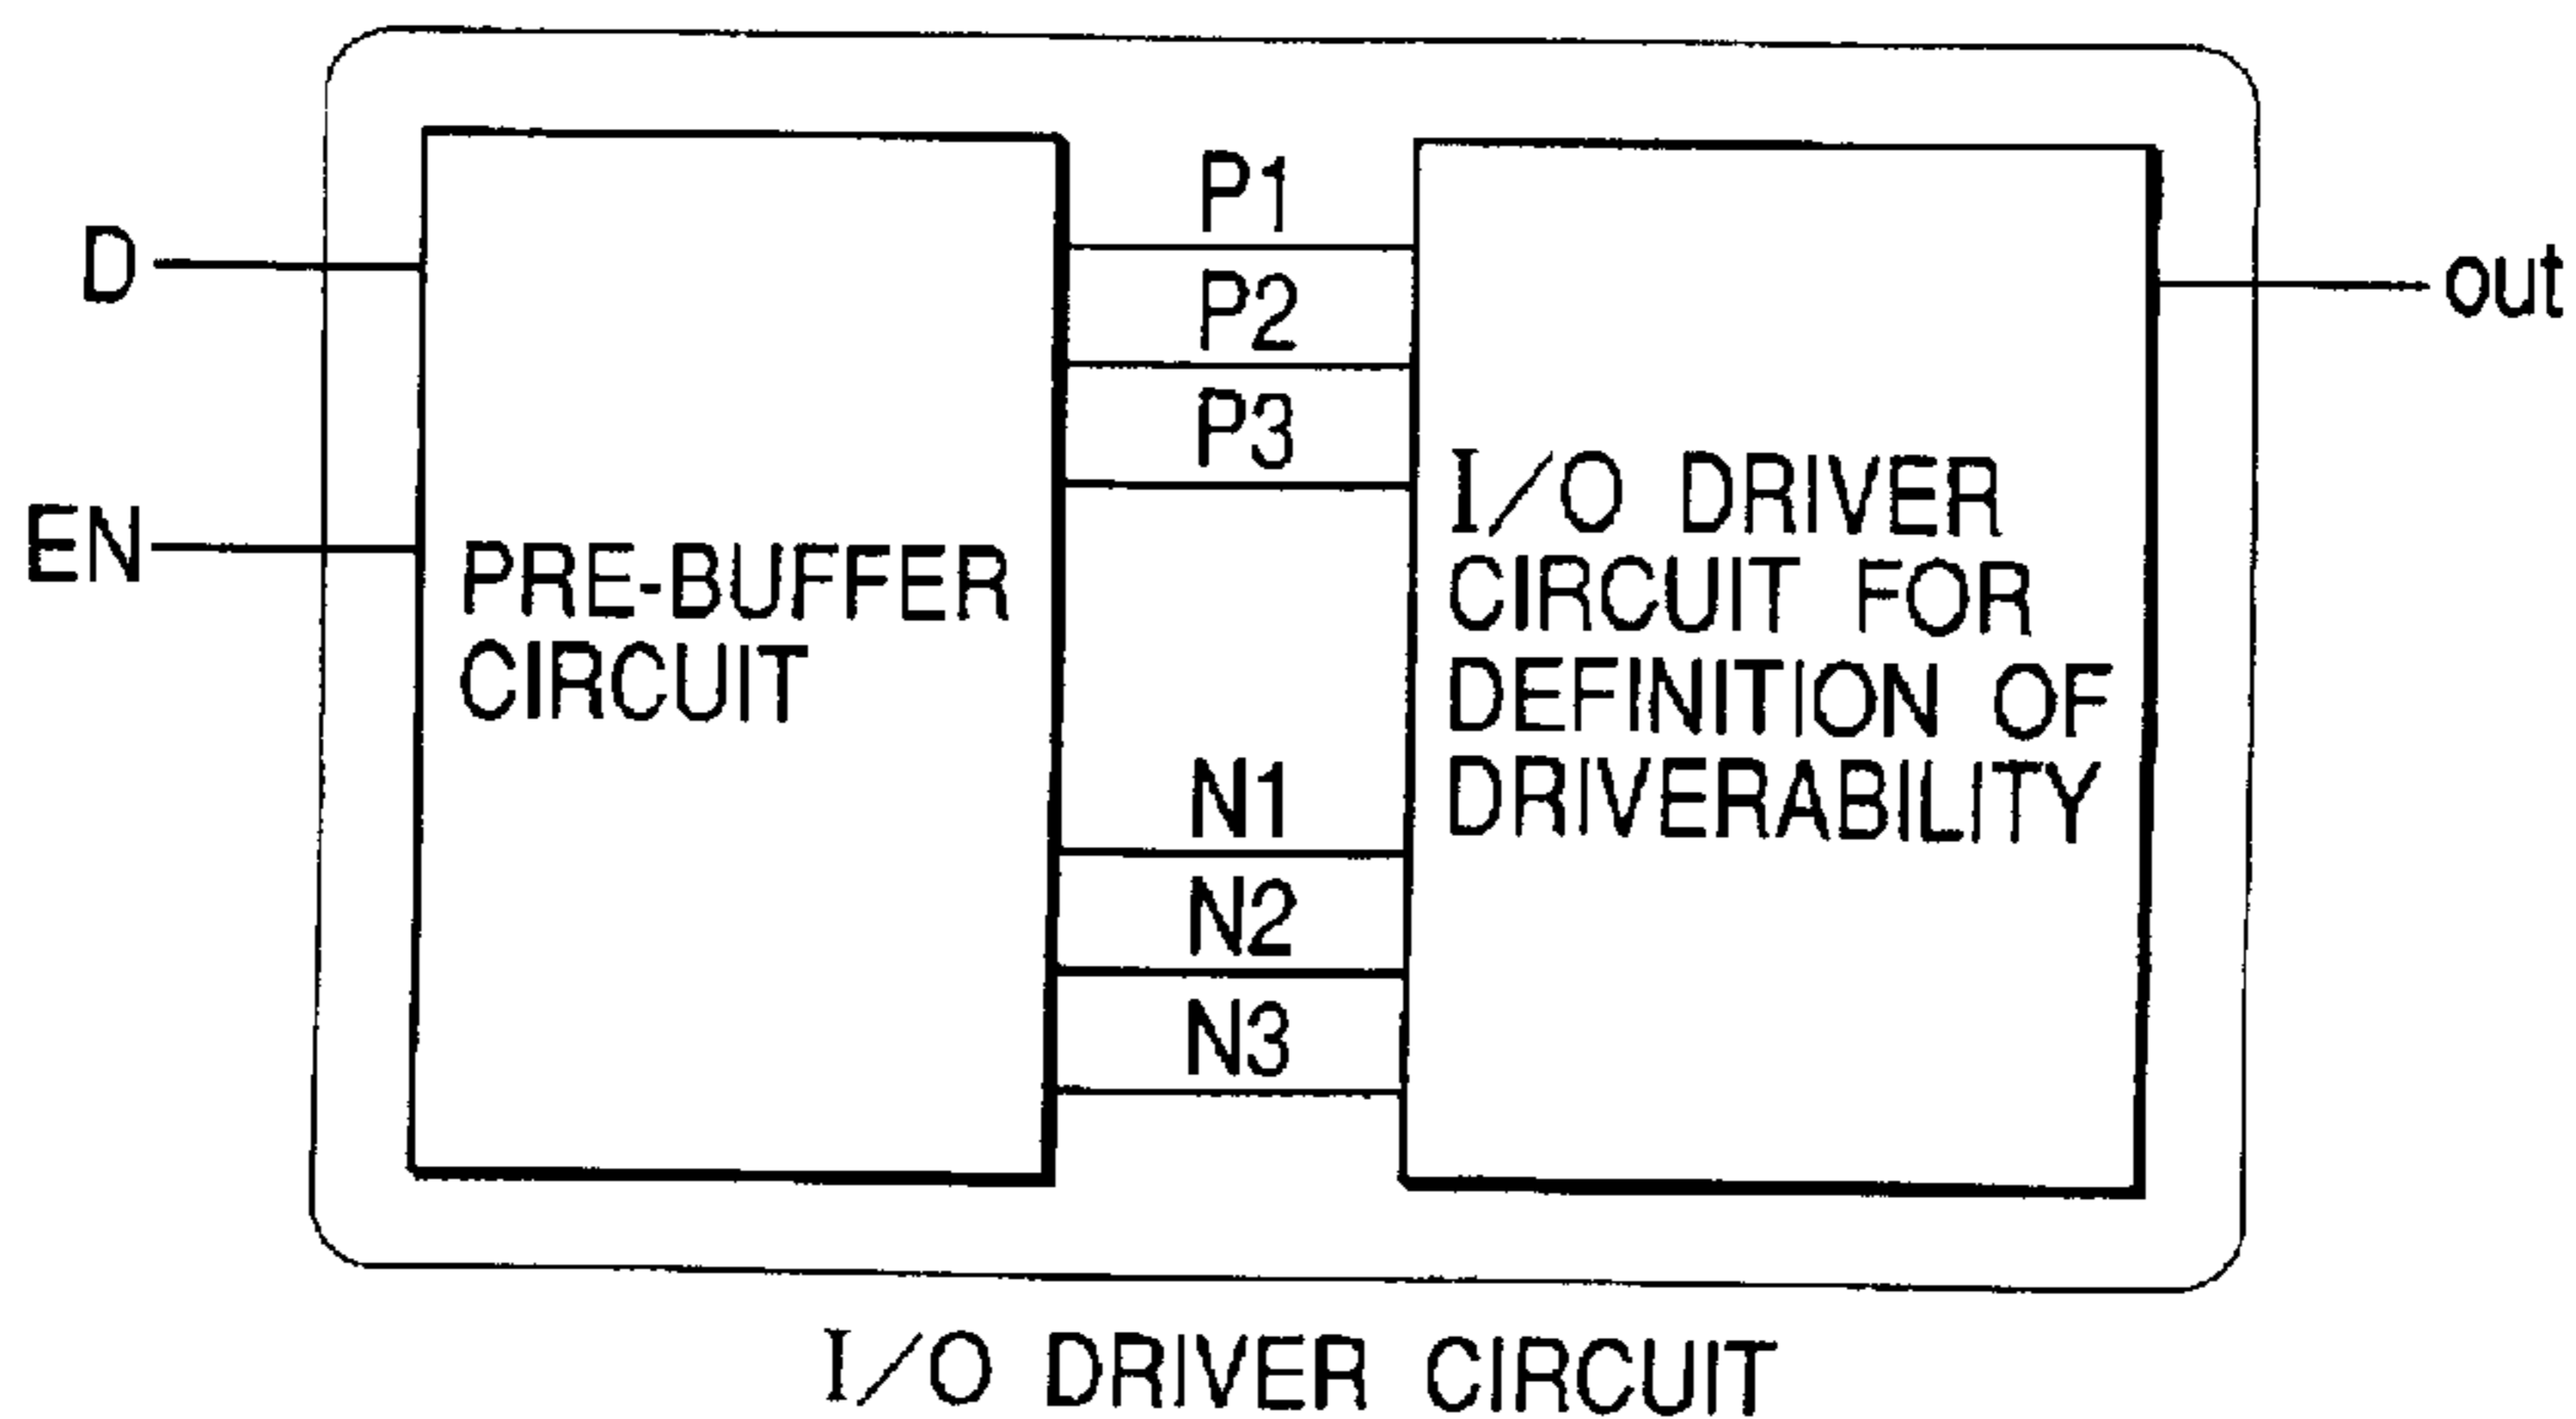 D
EN
PRE-BUFFER
CIRCUIT
P1
P2
P3
N1
N2
N3
I/O DRIVER
CIRCUIT FOR
DEFINITION OF
DRIVERABILITY
out
I/O DRIVER CIRCUIT